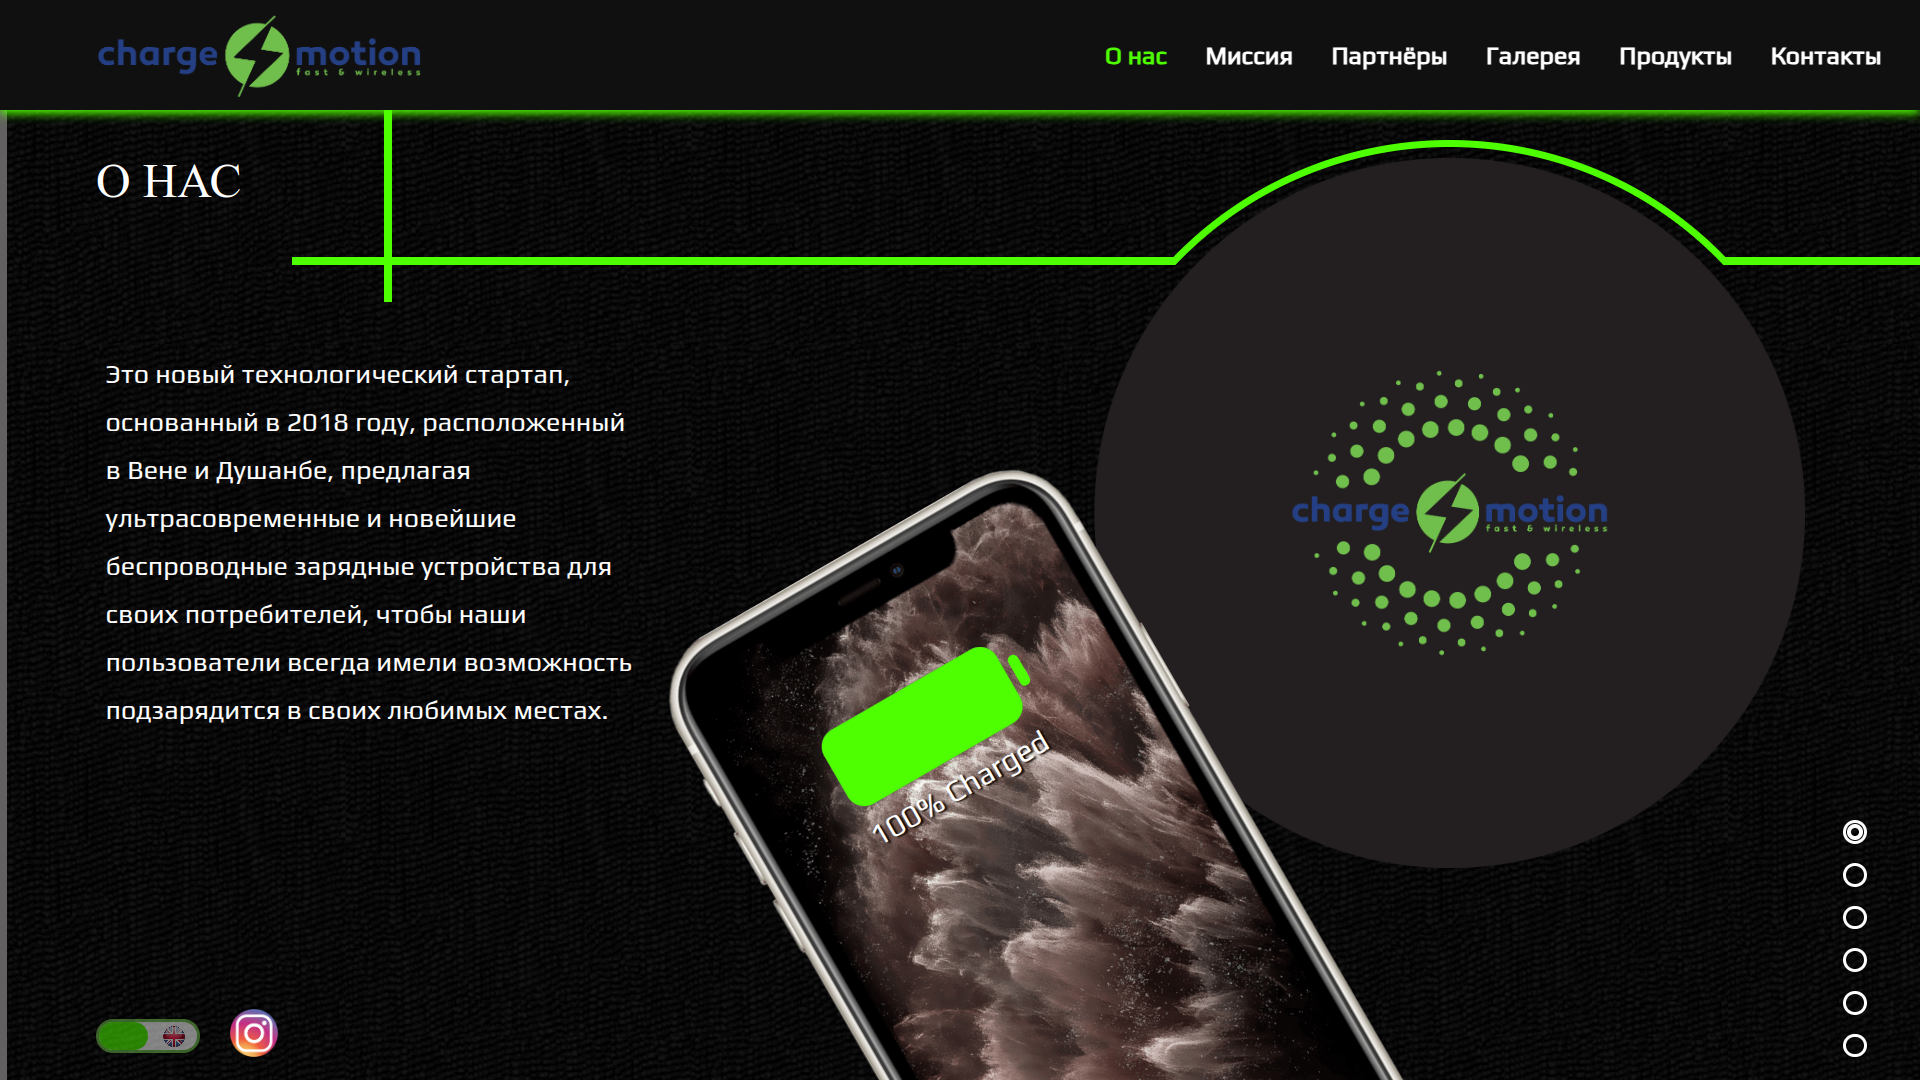 charge motion
fast & wireless
О нас Миссия Партнёры Галерея Продукты Контакты
О НАС
Это новый технологический стартап,
основанный в 2018 году, расположенный
в Вене и Душанбе, предлагая
ультрасовременные и новейшие
беспроводные зарядные устройства для
своих потребителей, чтобы наши
пользователи всегда имели возможность
подзарядится в своих любимых местах.
charge motion
fast & wireless
100% Charged